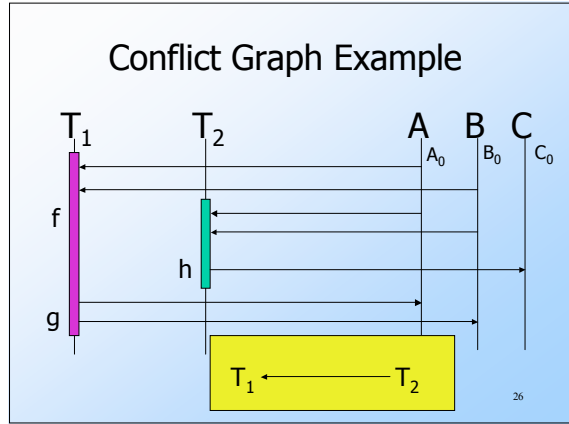 Conflict Graph Example
T₁ T₂ A B C
A₀ B₀ C₀
f
h
g
T₁ T₂
26